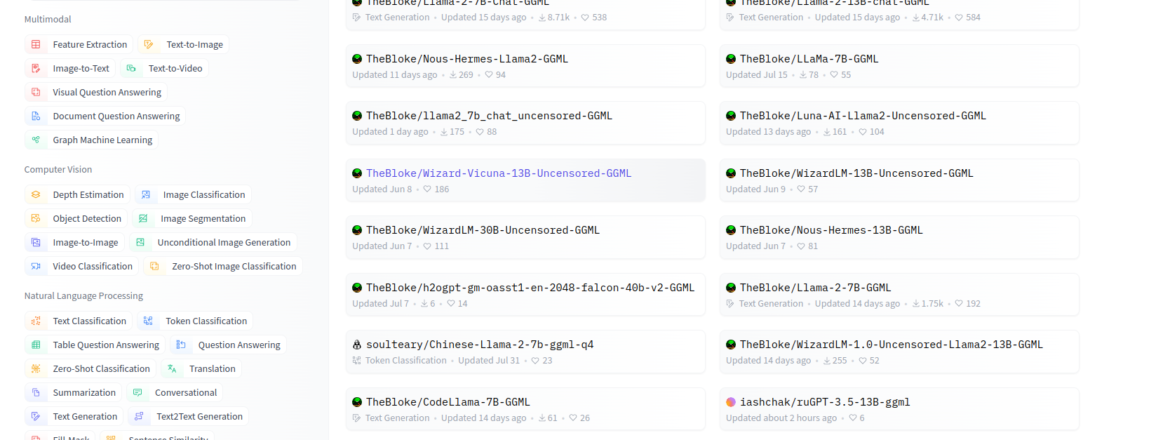 Multimodal
Feature Extraction
Text-to-Image
Image-to-Text
Text-to-Video
Visual Question Answering
Document Question Answering
Graph Machine Learning
Computer Vision
Depth Estimation
Image Classification
Object Detection
Image Segmentation
Image-to-Image
Unconditional Image Generation
Video Classification
Zero-Shot Image Classification
Natural Language Processing
Text Classification
Token Classification
Table Question Answering
Question Answering
Zero-Shot Classification
Translation
Summarization
Conversational
Text Generation
Text2Text Generation
Fill-Mask
Sentence Similarity
TheBloke/Llama-2-7B-Chat-GGML
Text Generation • Updated 15 days ago • 8.71k • 538
TheBloke/Llama-2-13B-chat-GGML
Text Generation • Updated 15 days ago • 4.71k • 584
TheBloke/Nous-Hermes-Llama2-GGML
Updated 11 days ago • 269 • 94
TheBloke/LLaMa-7B-GGML
Updated Jul 15 • 78 • 55
TheBloke/llama2_7b_chat_uncensored-GGML
Updated 1 day ago • 175 • 88
TheBloke/Luna-AI-Llama2-Uncensored-GGML
Updated 13 days ago • 161 • 104
TheBloke/Wizard-Vicuna-13B-Uncensored-GGML
Updated Jun 8 • 186
TheBloke/WizardLM-13B-Uncensored-GGML
Updated Jun 9 • 57
TheBloke/WizardLM-30B-Uncensored-GGML
Updated Jun 7 • 111
TheBloke/Nous-Hermes-13B-GGML
Updated Jun 7 • 81
TheBloke/h2ogpt-gm-oasst1-en-2048-falcon-40b-v2-GGML
Updated Jul 7 • 6 • 14
TheBloke/Llama-2-7B-GGML
Text Generation • Updated 14 days ago • 1.75k • 192
soulteary/Chinese-Llama-2-7b-ggml-q4
Token Classification • Updated Jul 31 • 23
TheBloke/WizardLM-1.0-Uncensored-Llama2-13B-GGML
Updated 14 days ago • 255 • 52
TheBloke/CodeLlama-7B-GGML
Text Generation • Updated 14 days ago • 61 • 26
iashchak/ruGPT-3.5-13B-ggml
Updated about 2 hours ago • 6